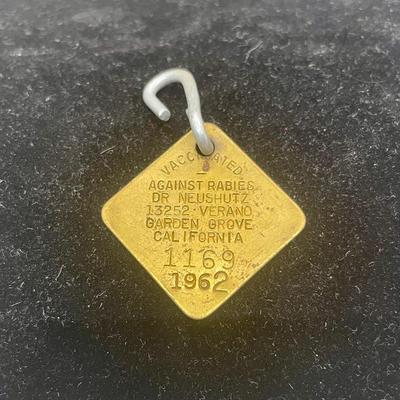 VACCINATED
AGAINST RABIES
DR NEUSHUTZ
13252 VERANO
GARDEN GROVE
CALIFORNIA
1169
1962